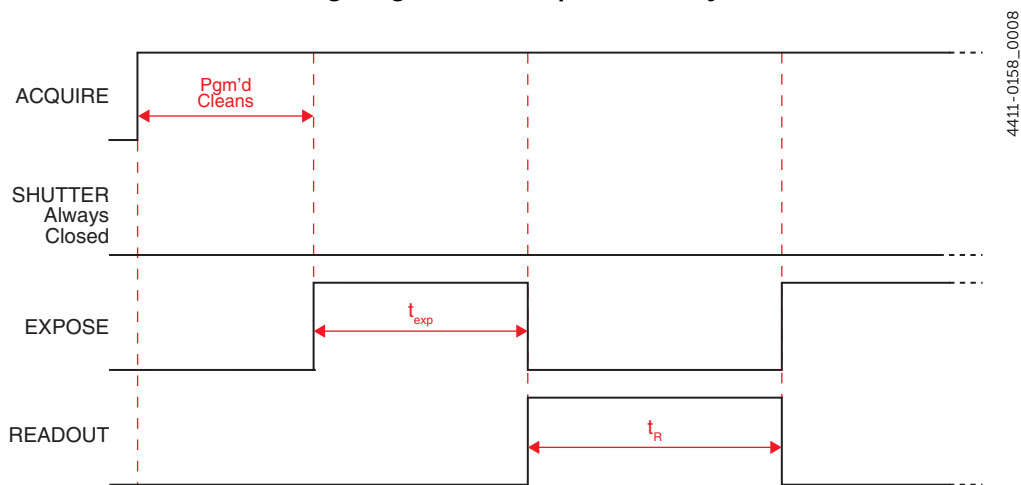 ACQUIRE
Pgm'd
Cleans
SHUTTER
Always
Closed
EXPOSE
t_exp
READOUT
t_R
4411-0158_0008